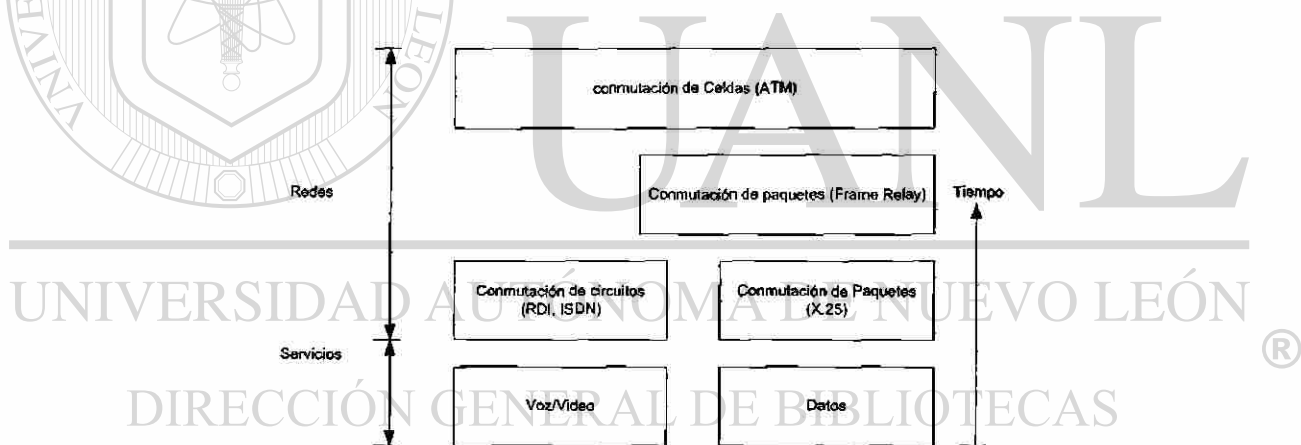 UANL
conmutación de Celdas (ATM)
Redes
Conmutación de paquetes (Frame Relay)
Tiempo
Conmutación de circuitos
(RDI, ISDN)
Conmutación de Paquetes
(X.25)
UNIVERSIDAD AUTÓNOMA DE NUEVO LEÓN
®
Servicios
Voz/Video
Datos
DIRECCIÓN GENERAL DE BIBLIOTECAS